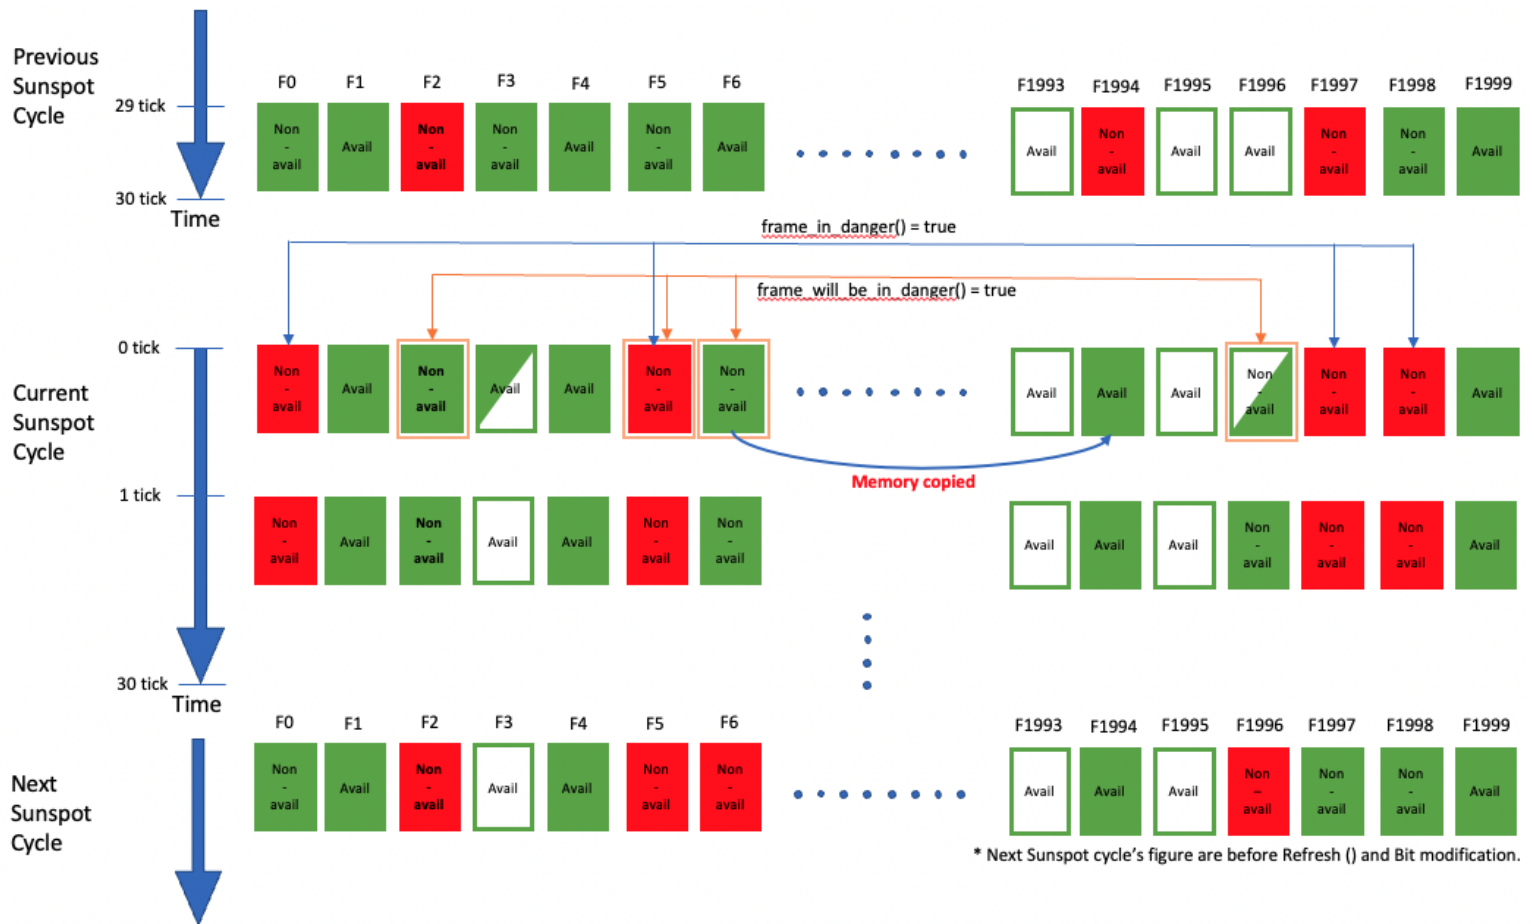 Previous
Sunspot
Cycle
29 tick
30 tick
Time
F0 F1 F2 F3 F4 F5 F6 F1993 F1994 F1995 F1996 F1997 F1998 F1999
Non Non Non Non Non Non Non
- Avail - - Avail - Avail Avail - Avail Avail - - Avail
avail avail avail avail avail avail avail
frame_in_danger() = true
frame_will_be_in_danger() = true
Current
Sunspot
Cycle
0 tick
Non Non Non Non Non Non Non
- Avail - Avail Avail - - Avail Avail Avail - - - Avail
avail avail avail avail avail avail avail
Memory copied
1 tick
Non Non Non Non Non Non Non
- Avail - Avail Avail - - Avail Avail Avail - - - Avail
avail avail avail avail avail avail avail
30 tick
Time
F0 F1 F2 F3 F4 F5 F6 F1993 F1994 F1995 F1996 F1997 F1998 F1999
Next
Sunspot
Cycle
Non Non Non Non Non Non Non
- Avail - Avail Avail - - Avail Avail Avail – - - Avail
avail avail avail avail avail avail avail
* Next Sunspot cycle's figure are before Refresh () and Bit modification.